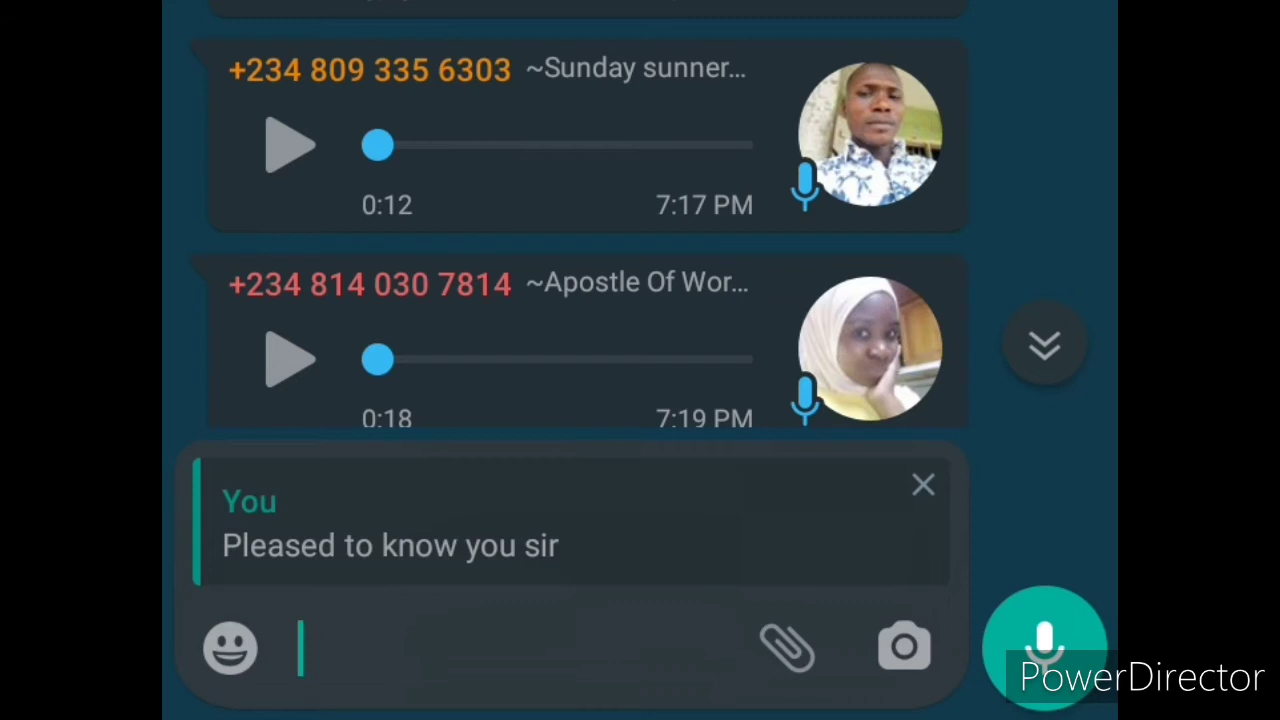 +234 809 335 6303 ~Sunday sunner...
0:12 7:17 PM
+234 814 030 7814 ~Apostle Of Wor...
0:18 7:19 PM
You
Pleased to know you sir
PowerDirector